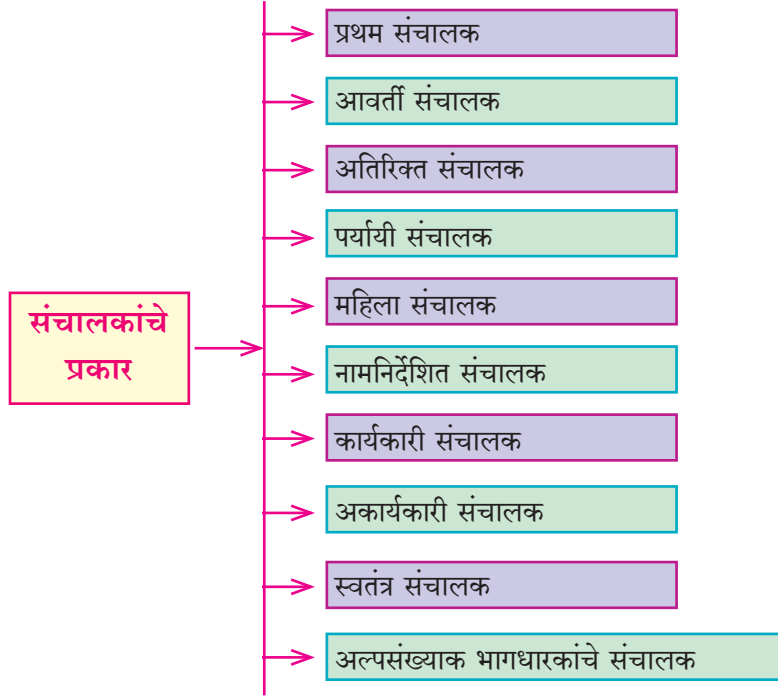 प्रथम संचालक
आवर्ती संचालक
अतिरिक्त संचालक
पर्यायी संचालक
महिला संचालक
संचालकांचे
प्रकार
नामनिर्देशित संचालक
कार्यकारी संचालक
अकार्यकारी संचालक
स्वतंत्र संचालक
अल्पसंख्याक भागधारकांचे संचालक